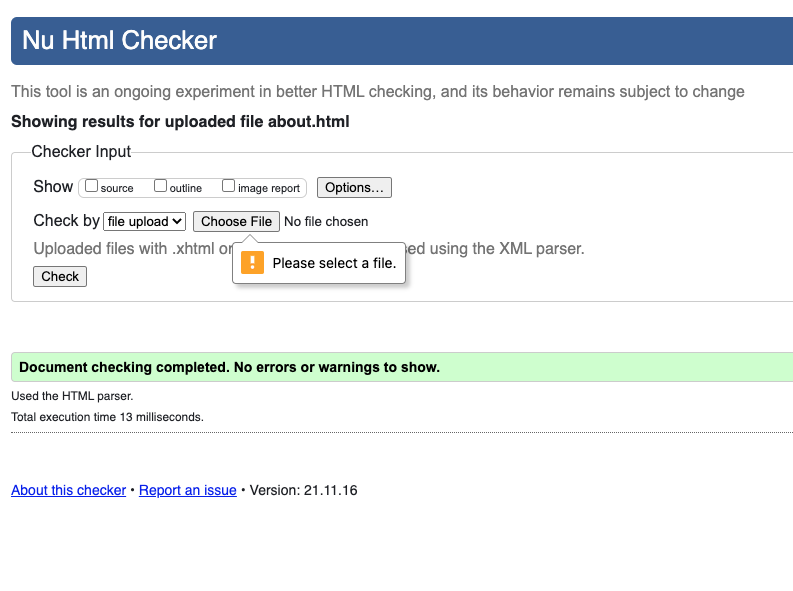 Nu Html Checker
This tool is an ongoing experiment in better HTML checking, and its behavior remains subject to change
Showing results for uploaded file about.html
Checker Input
Show source outline image report Options…
Check by file upload Choose File No file chosen
Uploaded files with .xhtml or sed using the XML parser.
! Please select a file.
Check
Document checking completed. No errors or warnings to show.
Used the HTML parser.
Total execution time 13 milliseconds.
About this checker • Report an issue • Version: 21.11.16